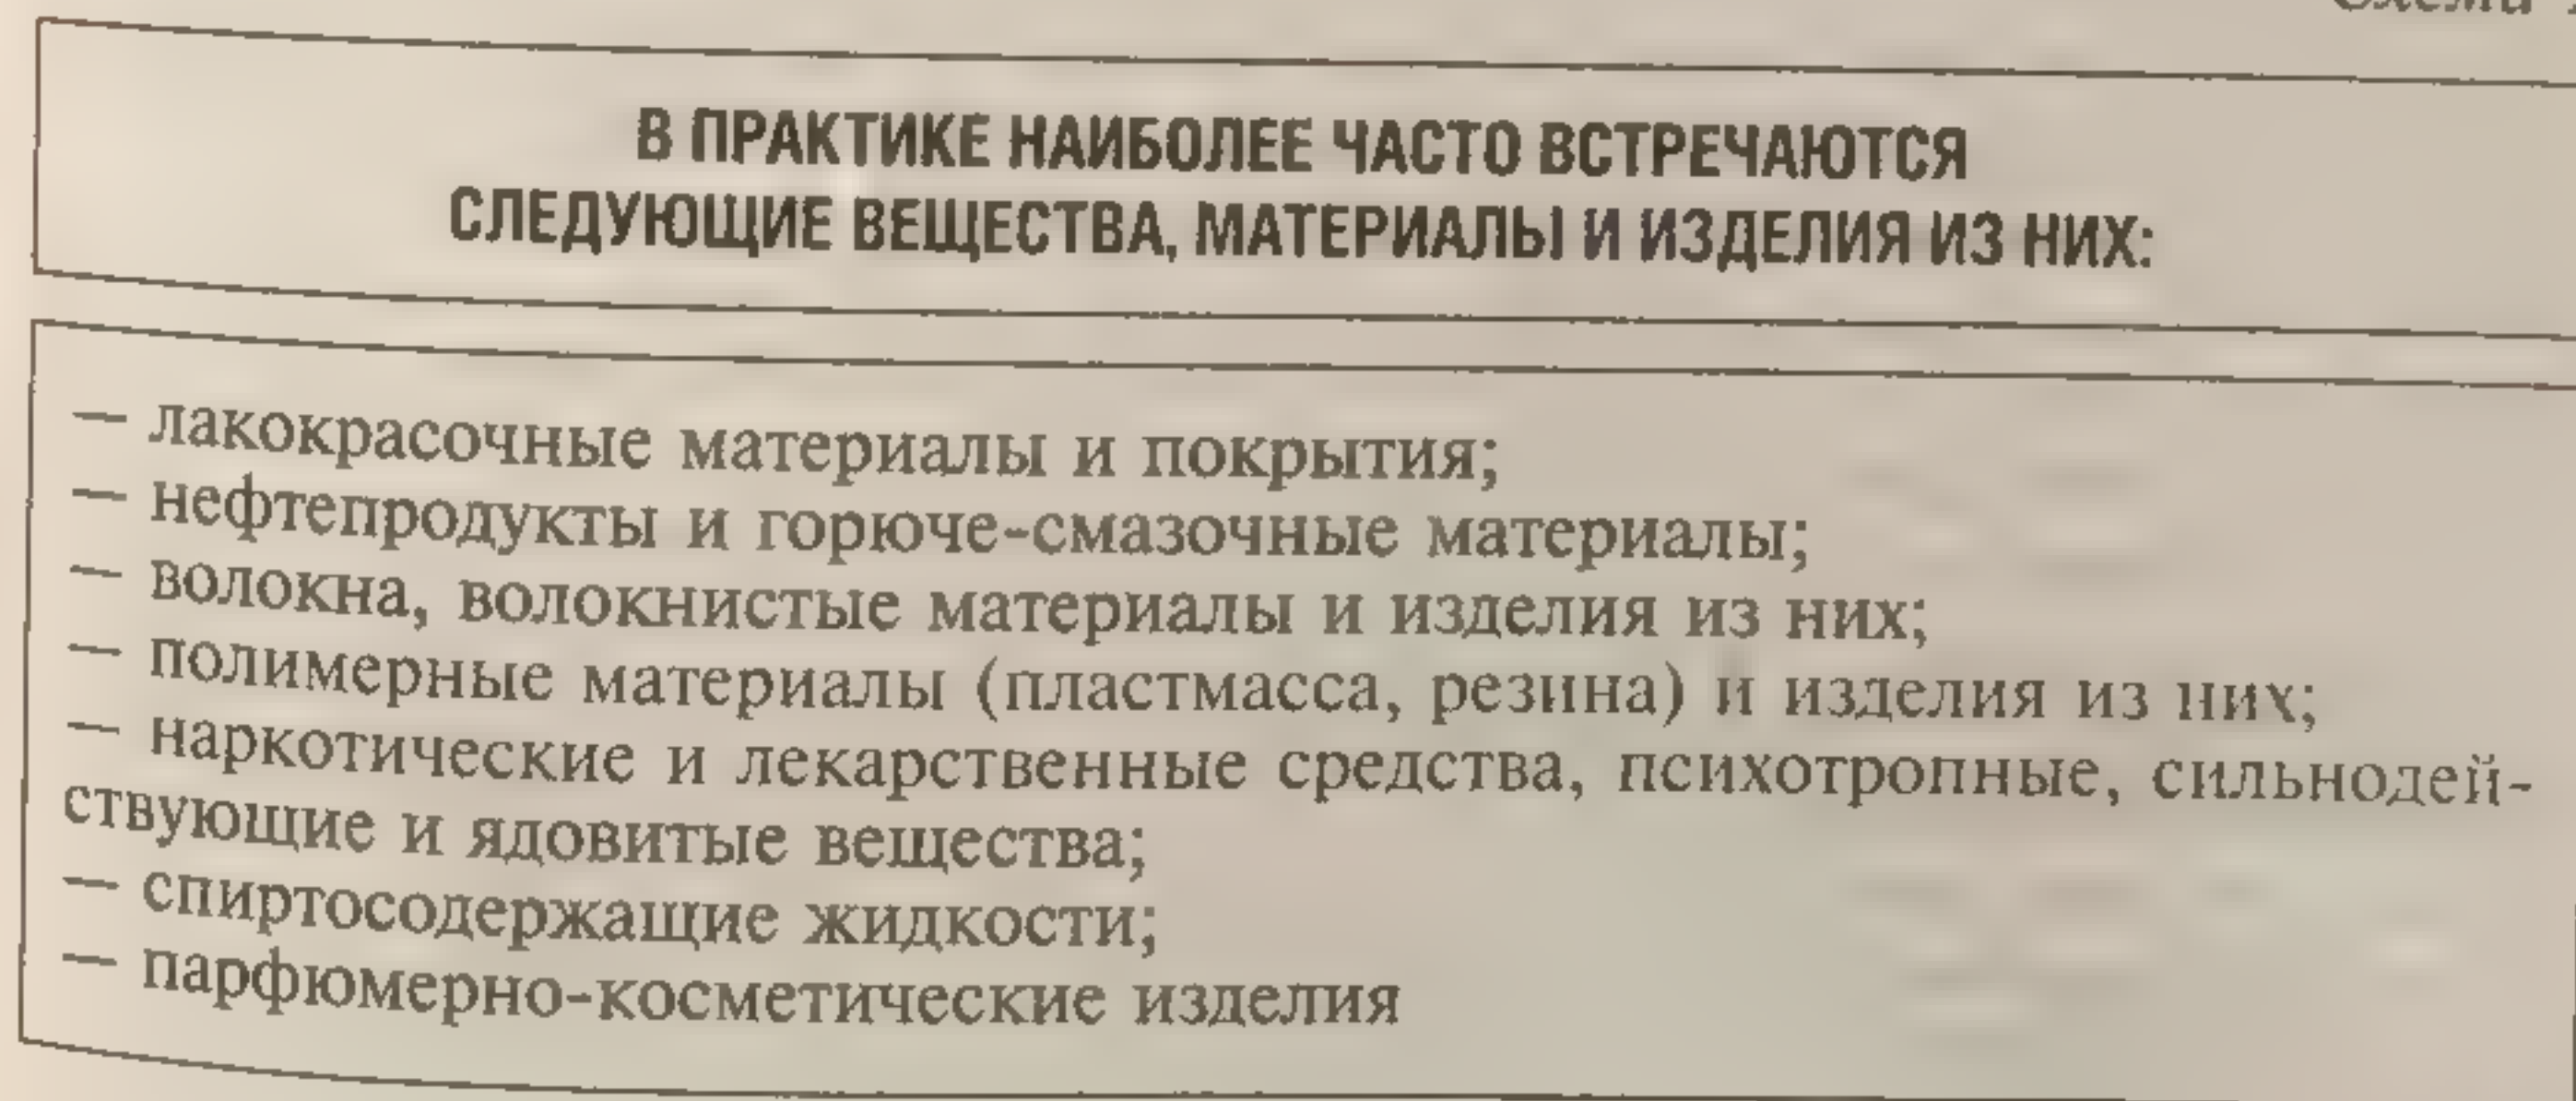 Схема
В ПРАКТИКЕ НАИБОЛЕЕ ЧАСТО ВСТРЕЧАЮТСЯ
СЛЕДУЮЩИЕ ВЕЩЕСТВА, МАТЕРИАЛЫ И ИЗДЕЛИЯ ИЗ НИХ:
— лакокрасочные материалы и покрытия;
— нефтепродукты и горюче-смазочные материалы;
— волокна, волокнистые материалы и изделия из них;
— полимерные материалы (пластмасса, резина) и изделия из них;
— наркотические и лекарственные средства, психотропные, сильнодей-
ствующие и ядовитые вещества;
— спиртосодержащие жидкости;
— парфюмерно-косметические изделия